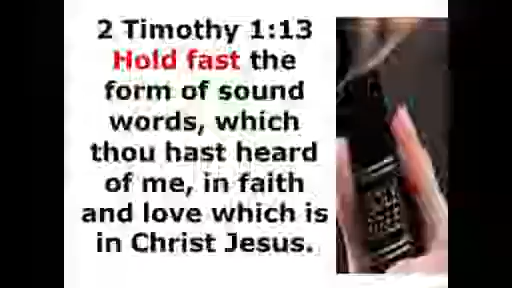 2 Timothy 1:13
Hold fast the
form of sound
words, which
thou hast heard
of me, in faith
and love which is
in Christ Jesus.